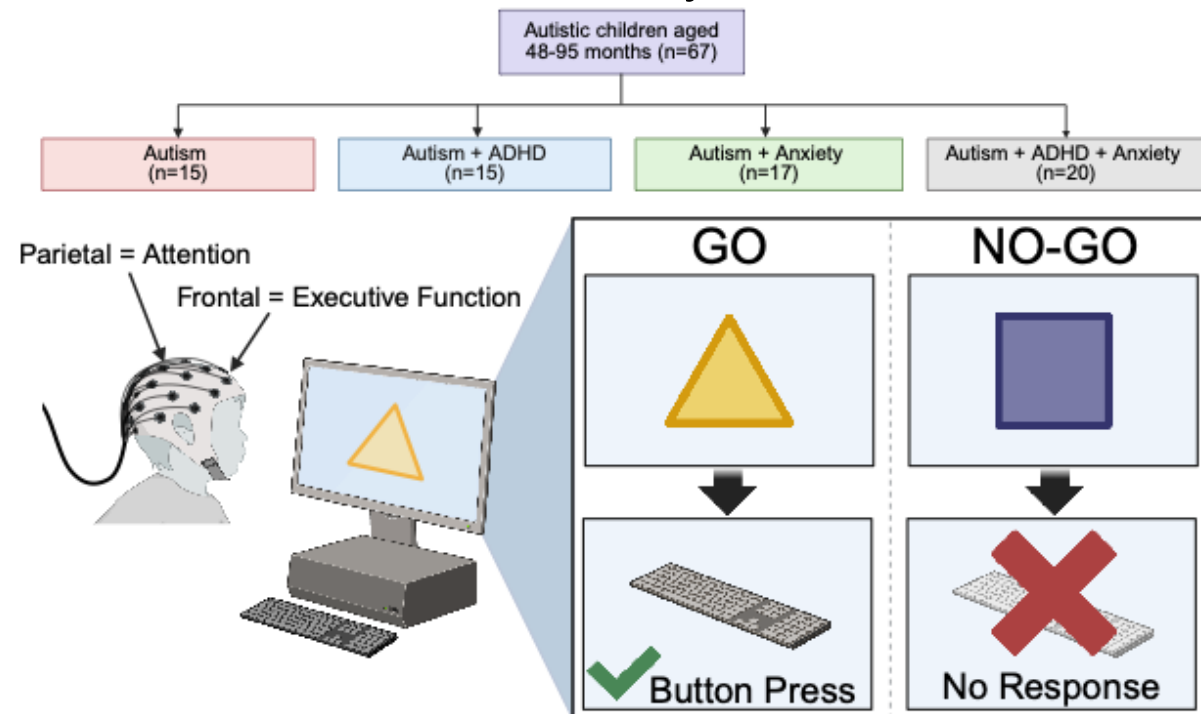 Autistic children aged
48-95 months (n=67)
Autism
(n=15)
Autism + ADHD
(n=15)
Autism + Anxiety
(n=17)
Autism + ADHD + Anxiety
(n=20)
Parietal = Attention
Frontal = Executive Function
GO
NO-GO
Button Press
No Response